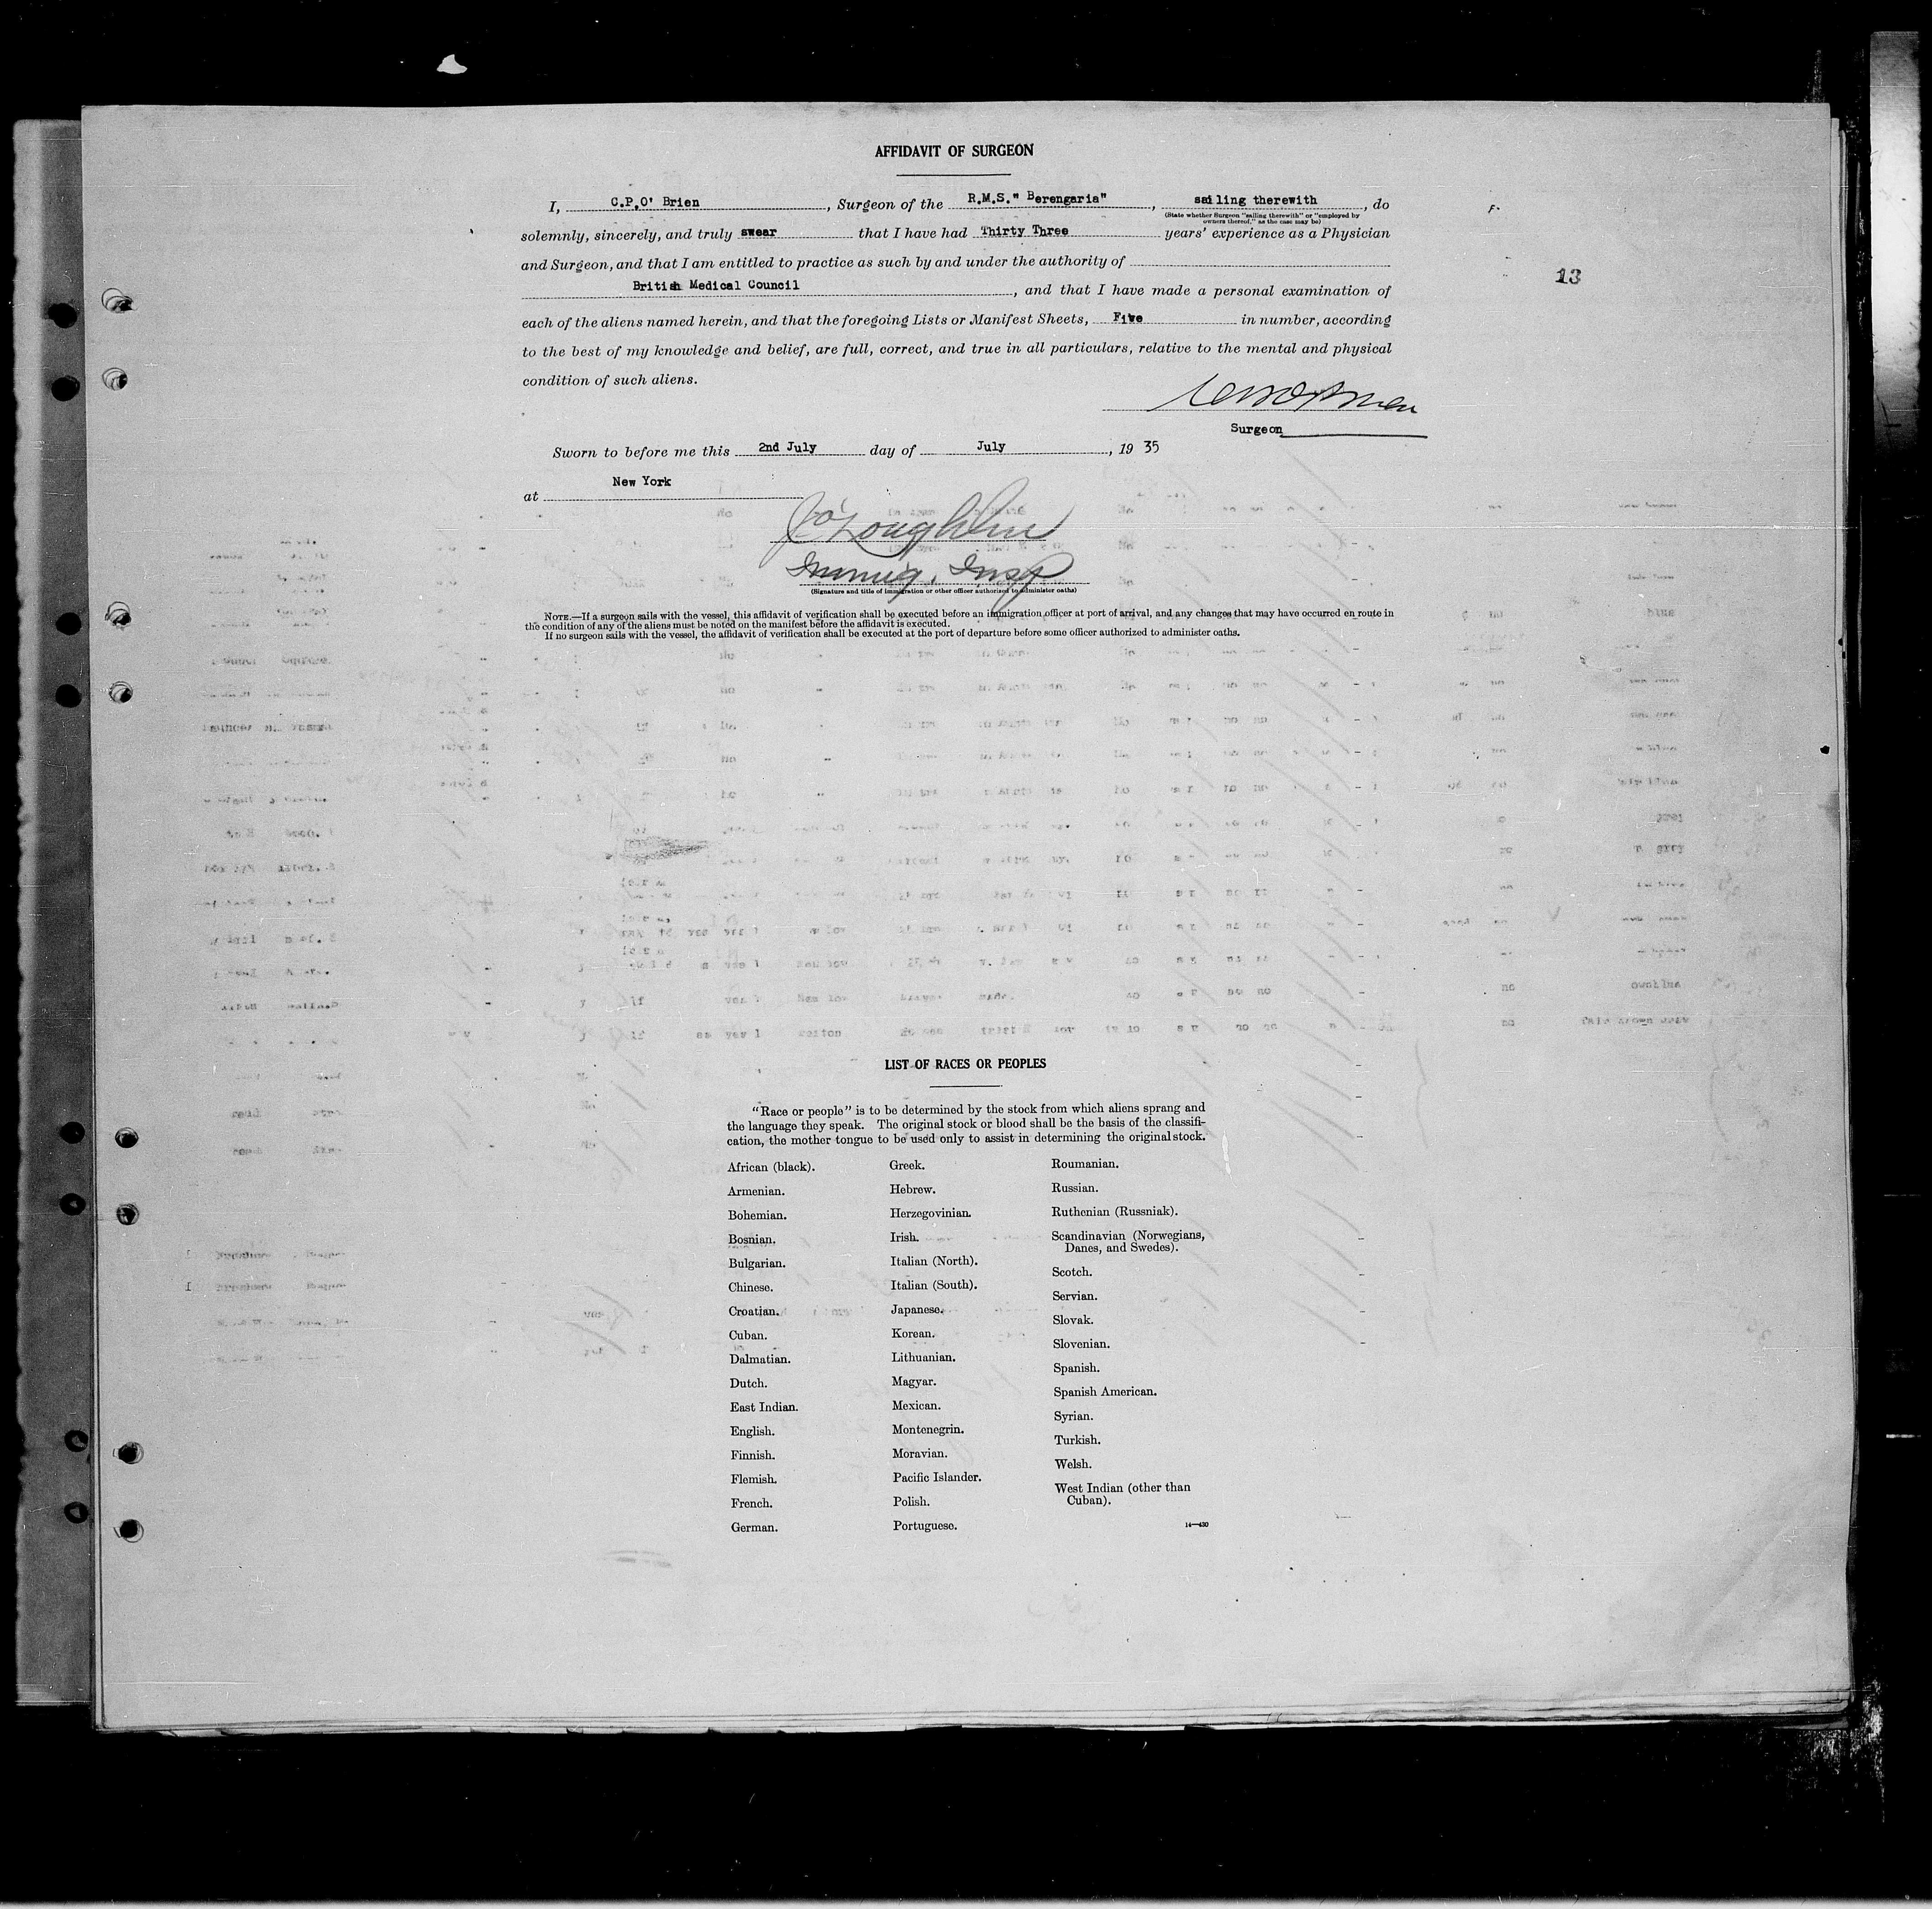 AFFIDAVIT OF SURGEON
I, C.P.O' Brien, Surgeon of the R.M.S." Berengaria", sailing therewith, do
(State whether Surgeon "sailing therewith" or "employed by
owners thereof," as the case may be)
solemnly, sincerely, and truly swear that I have had Thirty Three years' experience as a Physician
and Surgeon, and that I am entitled to practice as such by and under the authority of
13
British Medical Council, and that I have made a personal examination of
each of the aliens named herein, and that the foregoing Lists or Manifest Sheets, Five in number, according
to the best of my knowledge and belief, are full, correct, and true in all particulars, relative to the mental and physical
condition of such aliens.
Surgeon
Sworn to before me this 2nd July day of July, 19 35
at New York
O'Loughlin
Immig. Insp
(Signature and title of immigration or other officer authorized to administer oaths)
NOTE.—If a surgeon sails with the vessel, this affidavit of verification shall be executed before an immigration officer at port of arrival, and any changes that may have occurred en route in
the condition of any of the aliens must be noted on the manifest before the affidavit is executed.
If no surgeon sails with the vessel, the affidavit of verification shall be executed at the port of departure before some officer authorized to administer oaths.
LIST OF RACES OR PEOPLES
"Race or people" is to be determined by the stock from which aliens sprang and
the language they speak. The original stock or blood shall be the basis of the classifi-
cation, the mother tongue to be used only to assist in determining the original stock.
African (black).
Armenian.
Bohemian.
Bosnian.
Bulgarian.
Chinese.
Croatian.
Cuban.
Dalmatian.
Dutch.
East Indian.
English.
Finnish.
Flemish.
French.
German.
Greek.
Hebrew.
Herzegovinian.
Irish.
Italian (North).
Italian (South).
Japanese.
Korean.
Lithuanian.
Magyar.
Mexican.
Montenegrin.
Moravian.
Pacific Islander.
Polish.
Portuguese.
Roumanian.
Russian.
Ruthenian (Russniak).
Scandinavian (Norwegians,
Danes, and Swedes).
Scotch.
Servian.
Slovak.
Slovenian.
Spanish.
Spanish American.
Syrian.
Turkish.
Welsh.
West Indian (other than
Cuban).
14—430